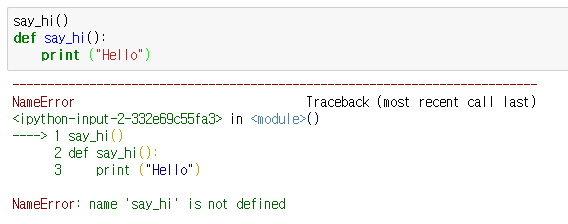 say_hi()
def say_hi():
    print ("Hello")
---------------------------------------------------------------------------
NameError                                 Traceback (most recent call last)
<ipython-input-2-332e69c55fa3> in <module>()
----> 1 say_hi()
      2 def say_hi():
      3     print ("Hello")
NameError: name 'say_hi' is not defined